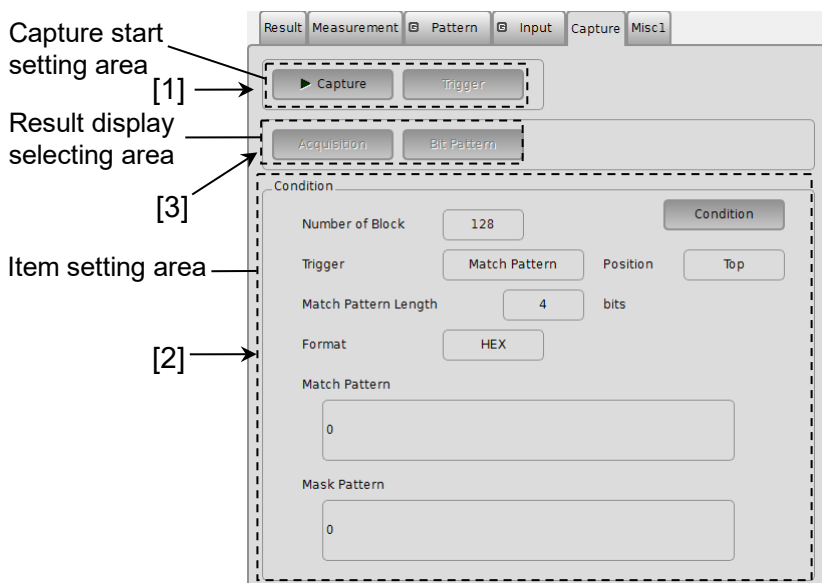 Result Measurement G Pattern G Input Capture Misc1
Capture start
setting area
[1]
Capture Trigger
Result display
selecting area
[3]
Acquisition Bit Pattern
Condition
Condition
Number of Block 128
Item setting area
Trigger Match Pattern Position Top
Match Pattern Length 4 bits
[2]
Format HEX
Match Pattern
0
Mask Pattern
0